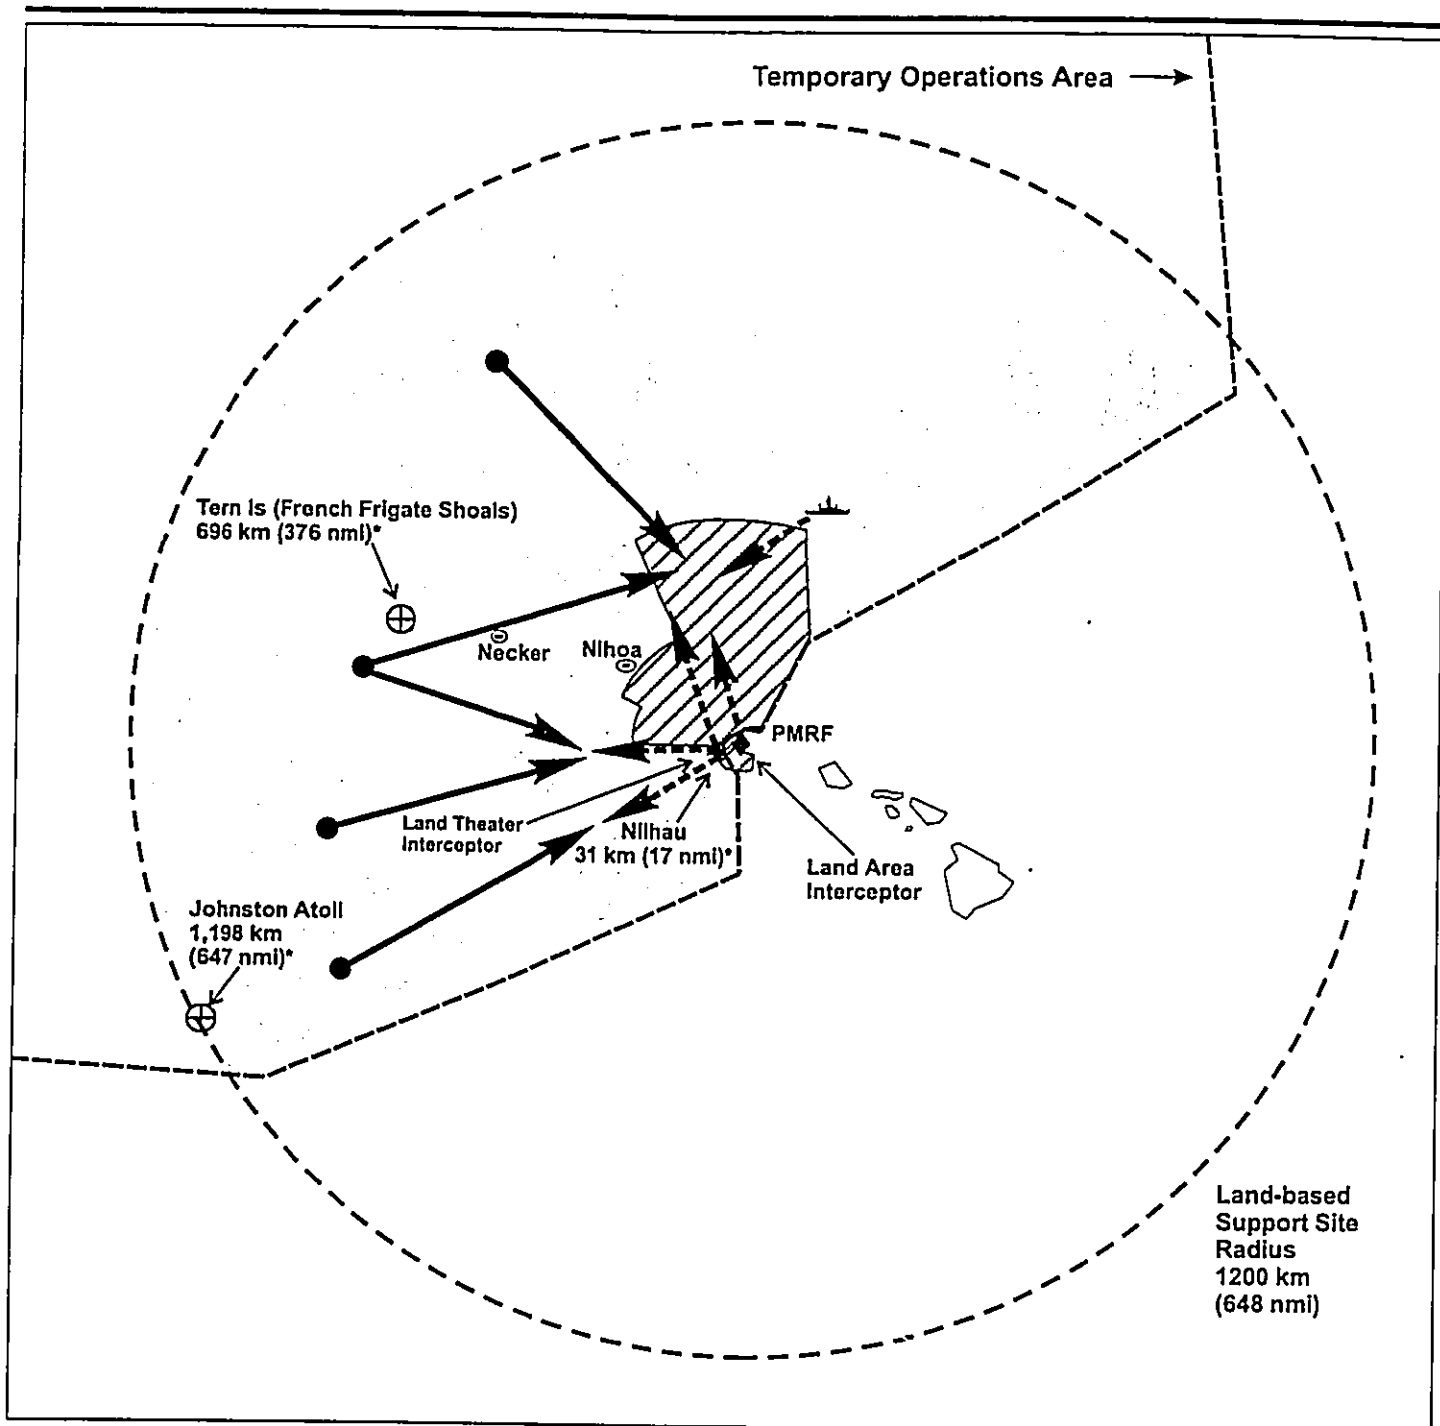 Temporary Operations Area
Tern Is (French Frigate Shoals)
696 km (376 nmi)*
Necker
Nihoa
PMRF
Land Theater
Interceptor
Niihau
31 km (17 nmi)*
Land Area
Interceptor
Johnston Atoll
1,198 km
(647 nmi)*
Land-based
Support Site
Radius
1200 km
(648 nmi)